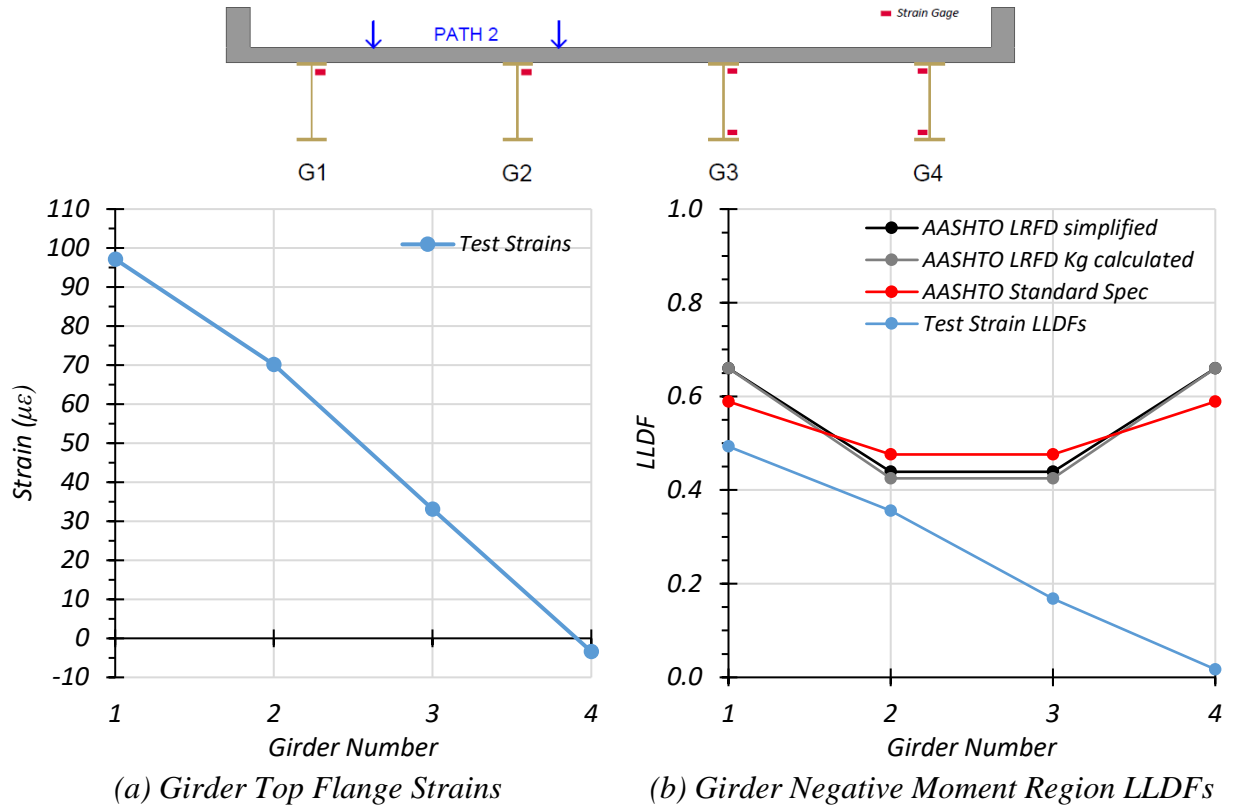 Strain Gage
PATH 2
G1 G2 G3 G4
110
100
90
80
70
60
50
40
30
20
10
0
-10
Strain (με)
Test Strains
1 2 3 4
Girder Number
(a) Girder Top Flange Strains
1.0
0.8
0.6
0.4
0.2
0.0
LLDF
AASHTO LRFD simplified
AASHTO LRFD Kg calculated
AASHTO Standard Spec
Test Strain LLDFs
1 2 3 4
Girder Number
(b) Girder Negative Moment Region LLDFs